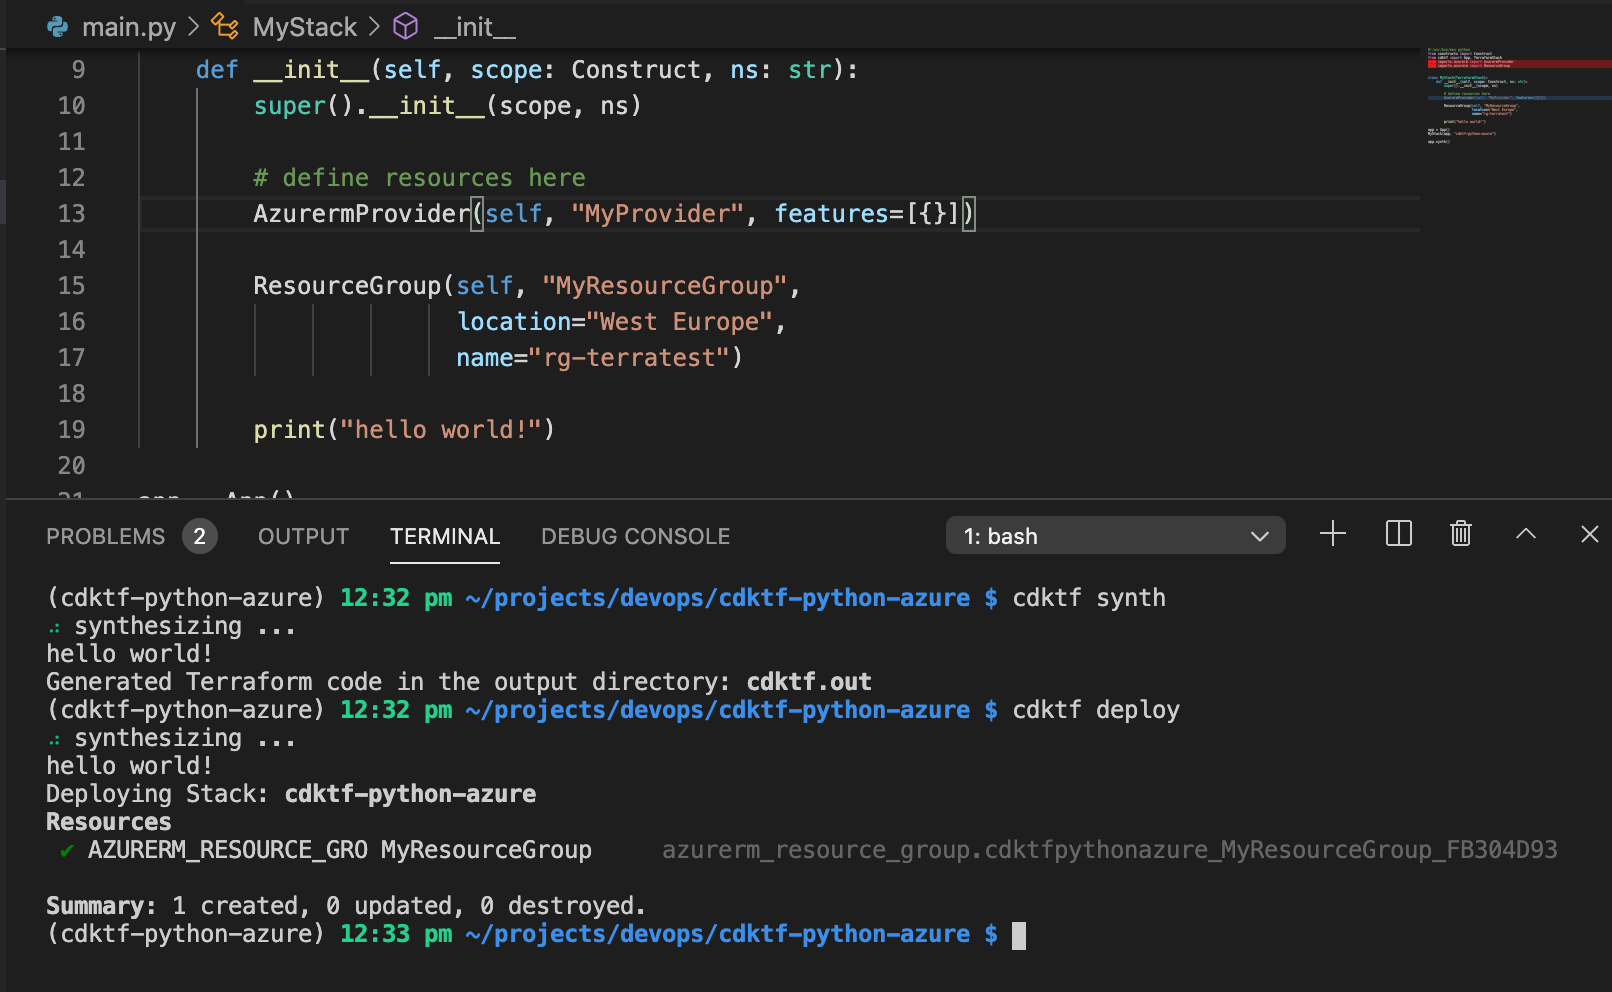 main.py > MyStack > __init__
9 def __init__(self, scope: Construct, ns: str):
10 super().__init__(scope, ns)
11
12 # define resources here
13 AzurermProvider(self, "MyProvider", features=[{}])
14
15 ResourceGroup(self, "MyResourceGroup",
16 location="West Europe",
17 name="rg-terratest")
18
19 print("hello world!")
20
21 app = App()
PROBLEMS 2 OUTPUT TERMINAL DEBUG CONSOLE 1: bash
(cdktf-python-azure) 12:32 pm ~/projects/devops/cdktf-python-azure $ cdktf synth
synthesizing ...
hello world!
Generated Terraform code in the output directory: cdktf.out
(cdktf-python-azure) 12:32 pm ~/projects/devops/cdktf-python-azure $ cdktf deploy
synthesizing ...
hello world!
Deploying Stack: cdktf-python-azure
Resources
✔ AZURERM_RESOURCE_GRO MyResourceGroup azurerm_resource_group.cdktfpythonazure_MyResourceGroup_FB304D93
Summary: 1 created, 0 updated, 0 destroyed.
(cdktf-python-azure) 12:33 pm ~/projects/devops/cdktf-python-azure $